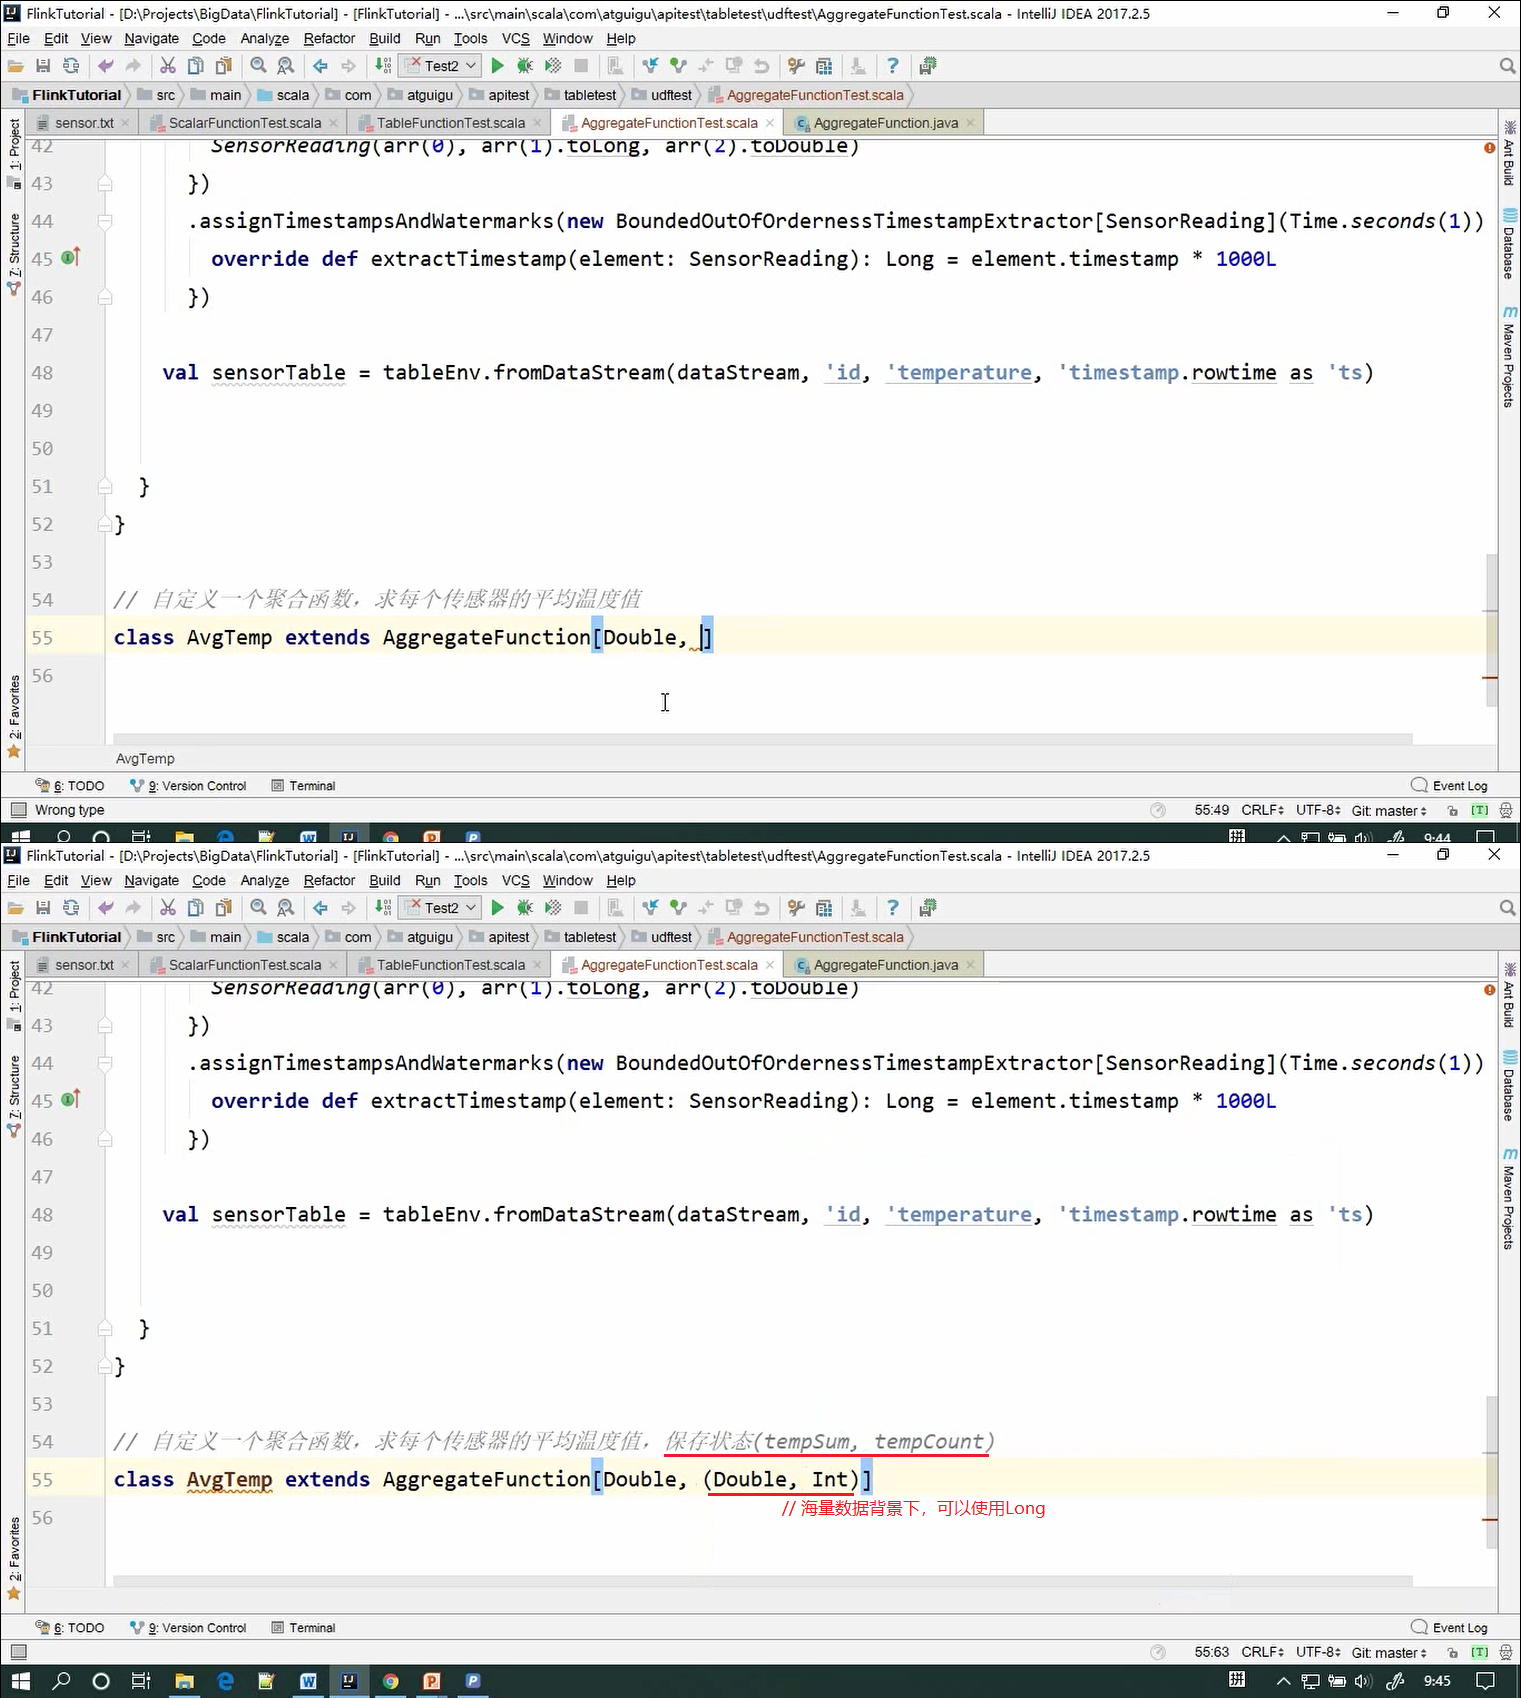 FlinkTutorial - [D:\Projects\BigData\FlinkTutorial] - [FlinkTutorial] - ...\src\main\scala\com\atguigu\apitest\tabletest\udftest\AggregateFunctionTest.scala - IntelliJ IDEA 2017.2.5
File Edit View Navigate Code Analyze Refactor Build Run Tools VCS Window Help
Test2
FlinkTutorial src main scala com atguigu apitest tabletest udftest AggregateFunctionTest.scala
sensor.txt ScalarFunctionTest.scala TableFunctionTest.scala AggregateFunctionTest.scala AggregateFunction.java
1: Project
7: Structure
2: Favorites
Ant Build
Database
Maven Projects
42 SensorReading(arr(0), arr(1).toLong, arr(2).toDouble)
43 })
44 .assignTimestampsAndWatermarks(new BoundedOutOfOrdernessTimestampExtractor[SensorReading](Time.seconds(1))
45 override def extractTimestamp(element: SensorReading): Long = element.timestamp * 1000L
46 })
47
48 val sensorTable = tableEnv.fromDataStream(dataStream, 'id, 'temperature, 'timestamp.rowtime as 'ts)
49
50
51 }
52 }
53
54 // 自定义一个聚合函数，求每个传感器的平均温度值
55 class AvgTemp extends AggregateFunction[Double, ]
56
AvgTemp
6: TODO 9: Version Control Terminal Event Log
Wrong type 55:49 CRLF UTF-8 Git: master [T]
9:44
FlinkTutorial - [D:\Projects\BigData\FlinkTutorial] - [FlinkTutorial] - ...\src\main\scala\com\atguigu\apitest\tabletest\udftest\AggregateFunctionTest.scala - IntelliJ IDEA 2017.2.5
File Edit View Navigate Code Analyze Refactor Build Run Tools VCS Window Help
Test2
FlinkTutorial src main scala com atguigu apitest tabletest udftest AggregateFunctionTest.scala
sensor.txt ScalarFunctionTest.scala TableFunctionTest.scala AggregateFunctionTest.scala AggregateFunction.java
1: Project
7: Structure
2: Favorites
Ant Build
Database
Maven Projects
42 SensorReading(arr(0), arr(1).toLong, arr(2).toDouble)
43 })
44 .assignTimestampsAndWatermarks(new BoundedOutOfOrdernessTimestampExtractor[SensorReading](Time.seconds(1))
45 override def extractTimestamp(element: SensorReading): Long = element.timestamp * 1000L
46 })
47
48 val sensorTable = tableEnv.fromDataStream(dataStream, 'id, 'temperature, 'timestamp.rowtime as 'ts)
49
50
51 }
52 }
53
54 // 自定义一个聚合函数，求每个传感器的平均温度值，保存状态(tempSum, tempCount)
55 class AvgTemp extends AggregateFunction[Double, (Double, Int)]
// 海量数据背景下，可以使用Long
56
6: TODO 9: Version Control Terminal Event Log
55:63 CRLF UTF-8 Git: master [T]
拼 9:45